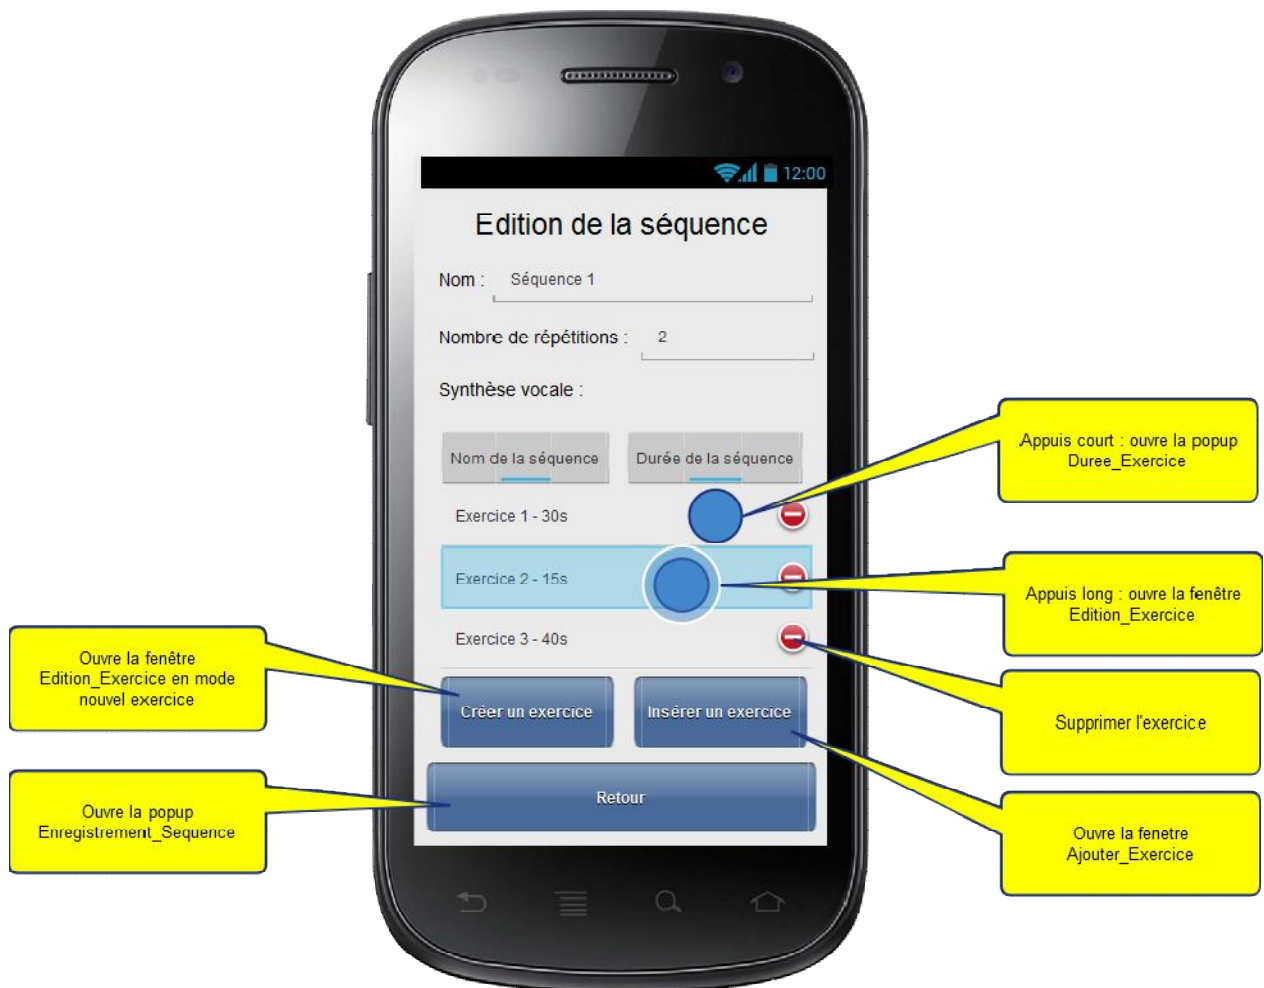 12:00
Edition de la séquence
Nom :
Séquence 1
Nombre de répétitions :
2
Synthèse vocale :
Nom de la séquence
Durée de la séquence
Exercice 1 - 30s
Exercice 2 - 15s
Exercice 3 - 40s
Créer un exercice
Insérer un exercice
Retour
Appuis court : ouvre la popup
Duree_Exercice
Appuis long : ouvre la fenêtre
Edition_Exercice
Supprimer l'exercice
Ouvre la fenetre
Ajouter_Exercice
Ouvre la fenêtre
Edition_Exercice en mode
nouvel exercice
Ouvre la popup
Enregistrement_Sequence